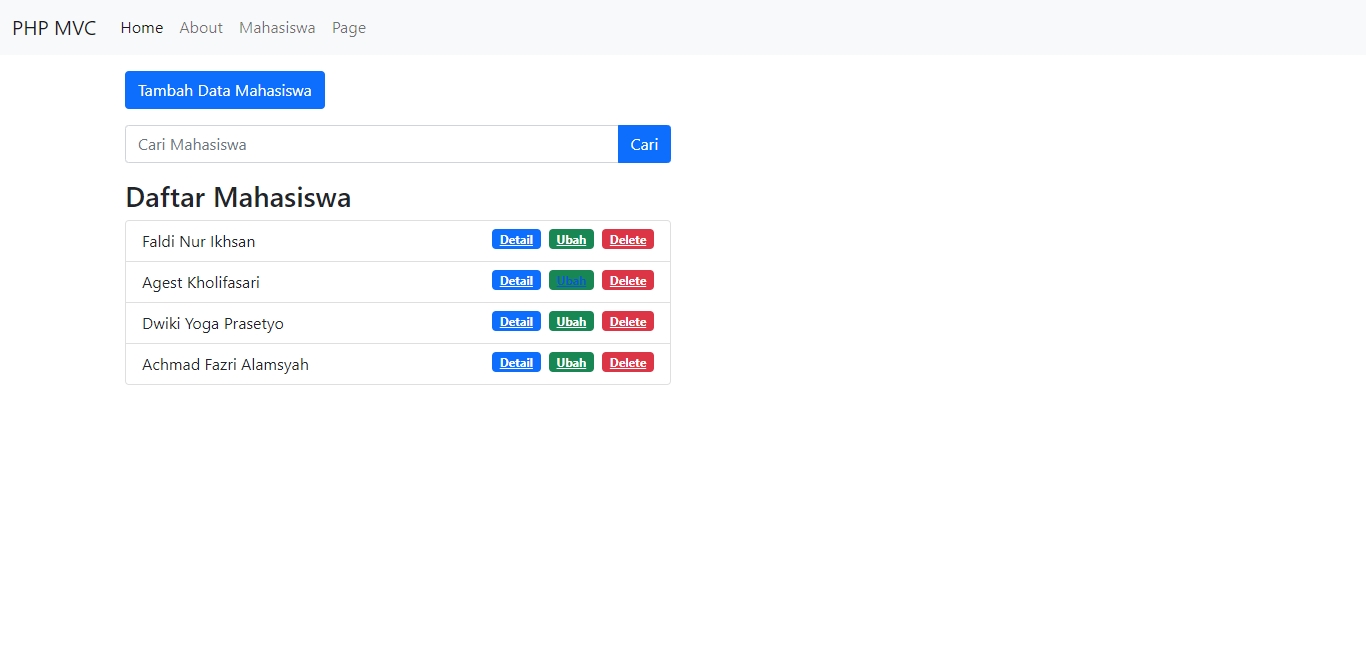 PHP MVC Home About Mahasiswa Page
Tambah Data Mahasiswa
Cari Mahasiswa Cari
Daftar Mahasiswa
Faldi Nur Ikhsan Detail Ubah Delete
Agest Kholifasari Detail Ubah Delete
Dwiki Yoga Prasetyo Detail Ubah Delete
Achmad Fazri Alamsyah Detail Ubah Delete